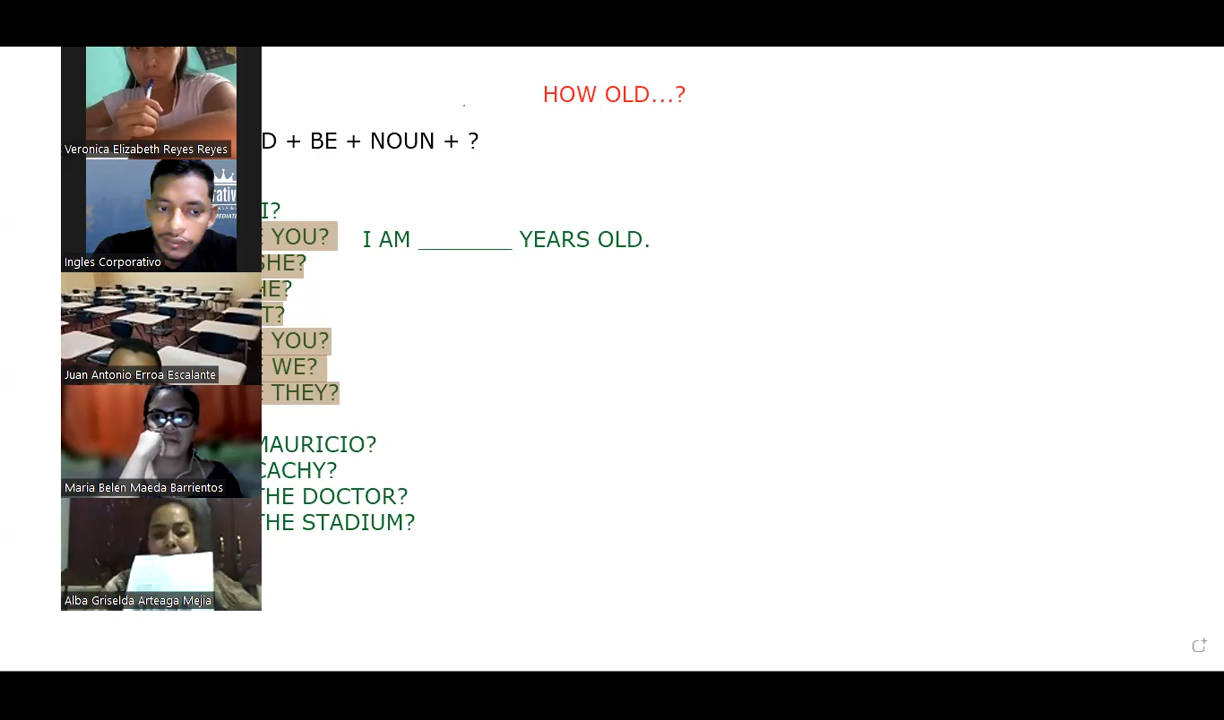 HOW OLD...?
D + BE + NOUN + ?
I?
YOU?
I AM ________ YEARS OLD.
SHE?
HE?
T?
YOU?
WE?
THEY?
MAURICIO?
CACHY?
THE DOCTOR?
THE STADIUM?
Veronica Elizabeth Reyes Reyes
Ingles Corporativo
Juan Antonio Erroa Escalante
Maria Belen Maeda Barrientos
Alba Griselda Arteaga Mejia